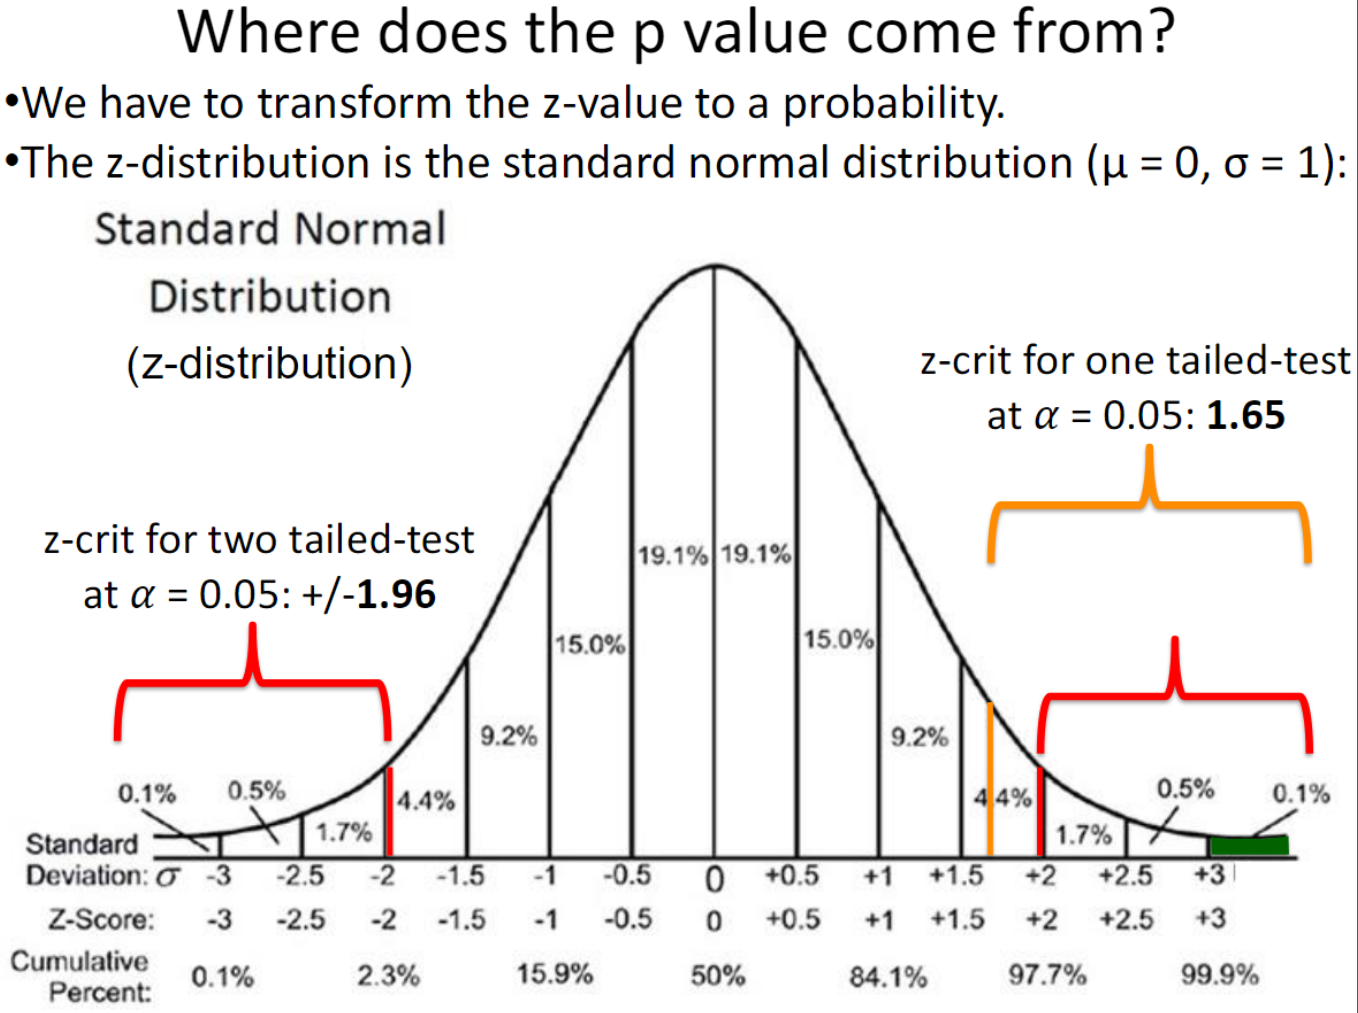 Where does the p value come from?
•We have to transform the z-value to a probability.
•The z-distribution is the standard normal distribution (μ = 0, σ = 1):
Standard Normal
Distribution
(z-distribution)
z-crit for one tailed-test
at α = 0.05: 1.65
z-crit for two tailed-test
at α = 0.05: +/-1.96
19.1% 19.1%
15.0% 15.0%
9.2% 9.2%
0.1% 0.5% 4.4% 4.4% 0.5% 0.1%
1.7% 1.7%
Standard
Deviation: σ -3 -2.5 -2 -1.5 -1 -0.5 0 +0.5 +1 +1.5 +2 +2.5 +3
Z-Score: -3 -2.5 -2 -1.5 -1 -0.5 0 +0.5 +1 +1.5 +2 +2.5 +3
Cumulative
Percent: 0.1% 2.3% 15.9% 50% 84.1% 97.7% 99.9%